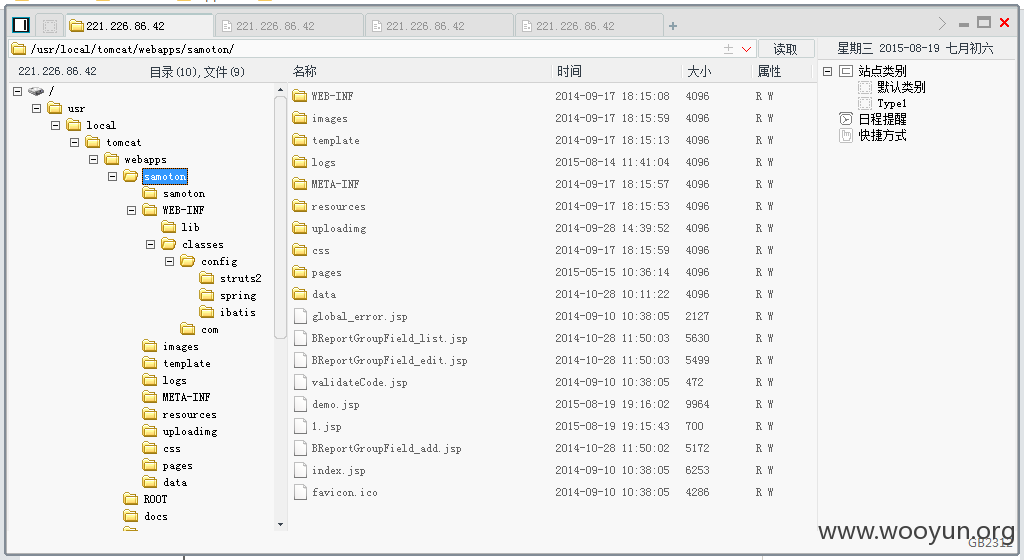 221.226.86.42 221.226.86.42 221.226.86.42 221.226.86.42
/usr/local/tomcat/webapps/samoton/ 读取 星期三 2015-08-19 七月初六
221.226.86.42 目录(10),文件(9)
/
usr
local
tomcat
webapps
samoton
samoton
WEB-INF
lib
classes
config
struts2
spring
ibatis
com
images
template
logs
META-INF
resources
uploadimg
css
pages
data
ROOT
docs
名称 时间 大小 属性
WEB-INF 2014-09-17 18:15:08 4096 R W
images 2014-09-17 18:15:59 4096 R W
template 2014-09-17 18:15:13 4096 R W
logs 2015-08-14 11:41:04 4096 R W
META-INF 2014-09-17 18:15:57 4096 R W
resources 2014-09-17 18:15:53 4096 R W
uploadimg 2014-09-28 14:39:52 4096 R W
css 2014-09-17 18:15:59 4096 R W
pages 2015-05-15 10:36:14 4096 R W
data 2014-10-28 10:11:22 4096 R W
global_error.jsp 2014-09-10 10:38:05 2127 R W
BReportGroupField_list.jsp 2014-10-28 11:50:03 5630 R W
BReportGroupField_edit.jsp 2014-10-28 11:50:03 5499 R W
validateCode.jsp 2014-09-10 10:38:05 472 R W
demo.jsp 2015-08-19 19:16:02 9964 R W
1.jsp 2015-08-19 19:15:43 700 R W
BReportGroupField_add.jsp 2014-10-28 11:50:02 5172 R W
index.jsp 2014-09-10 10:38:05 6253 R W
favicon.ico 2014-09-10 10:38:05 4286 R W
站点类别
默认类别
Type1
日程提醒
快捷方式
www.wooyun.org
GB2312